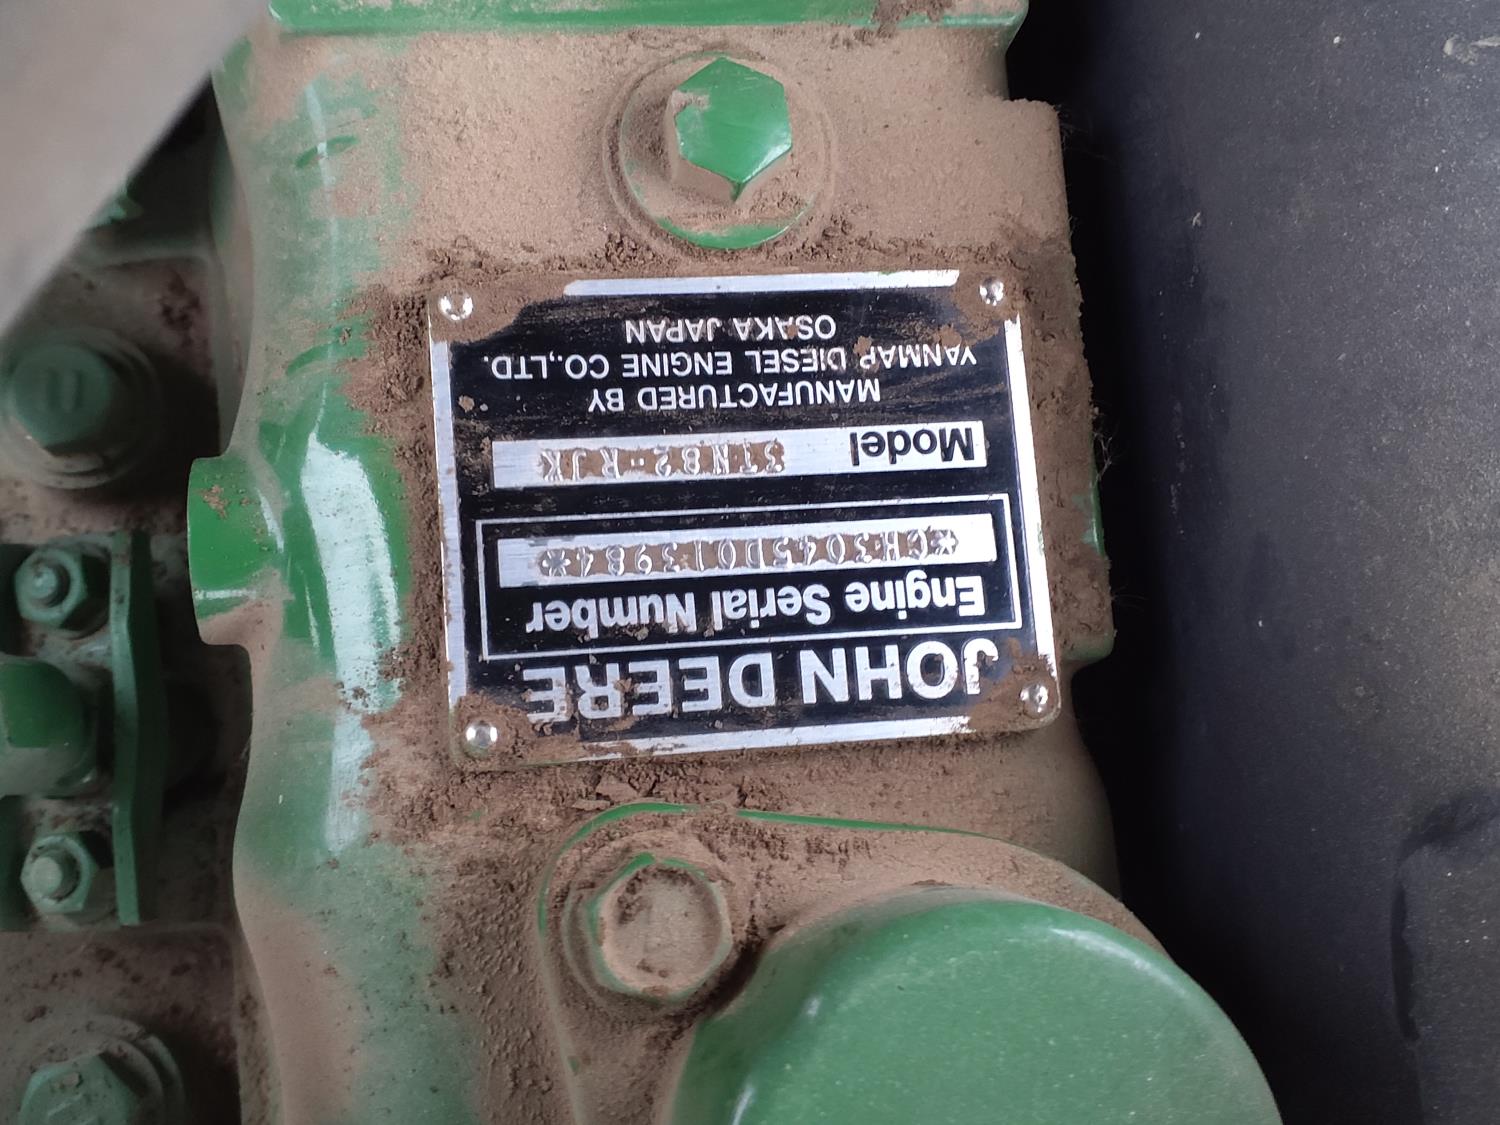 JOHN DEERE
Engine Serial Number
*CH3045D013984*
Model 3TN82-RJK
MANUFACTURED BY
YANMAR DIESEL ENGINE CO.,LTD.
OSAKA JAPAN